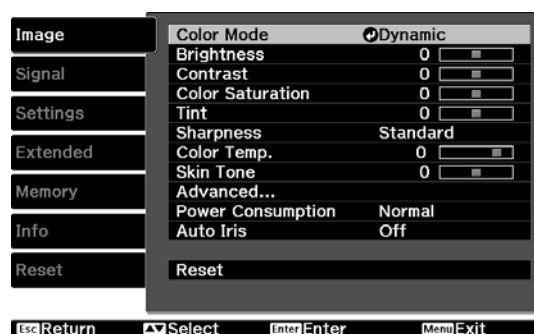 Image
Signal
Settings
Extended
Memory
Info
Reset
Color Mode Dynamic
Brightness 0
Contrast 0
Color Saturation 0
Tint 0
Sharpness Standard
Color Temp. 0
Skin Tone 0
Advanced...
Power Consumption Normal
Auto Iris Off
Reset
Esc Return Select Enter Enter Menu Exit